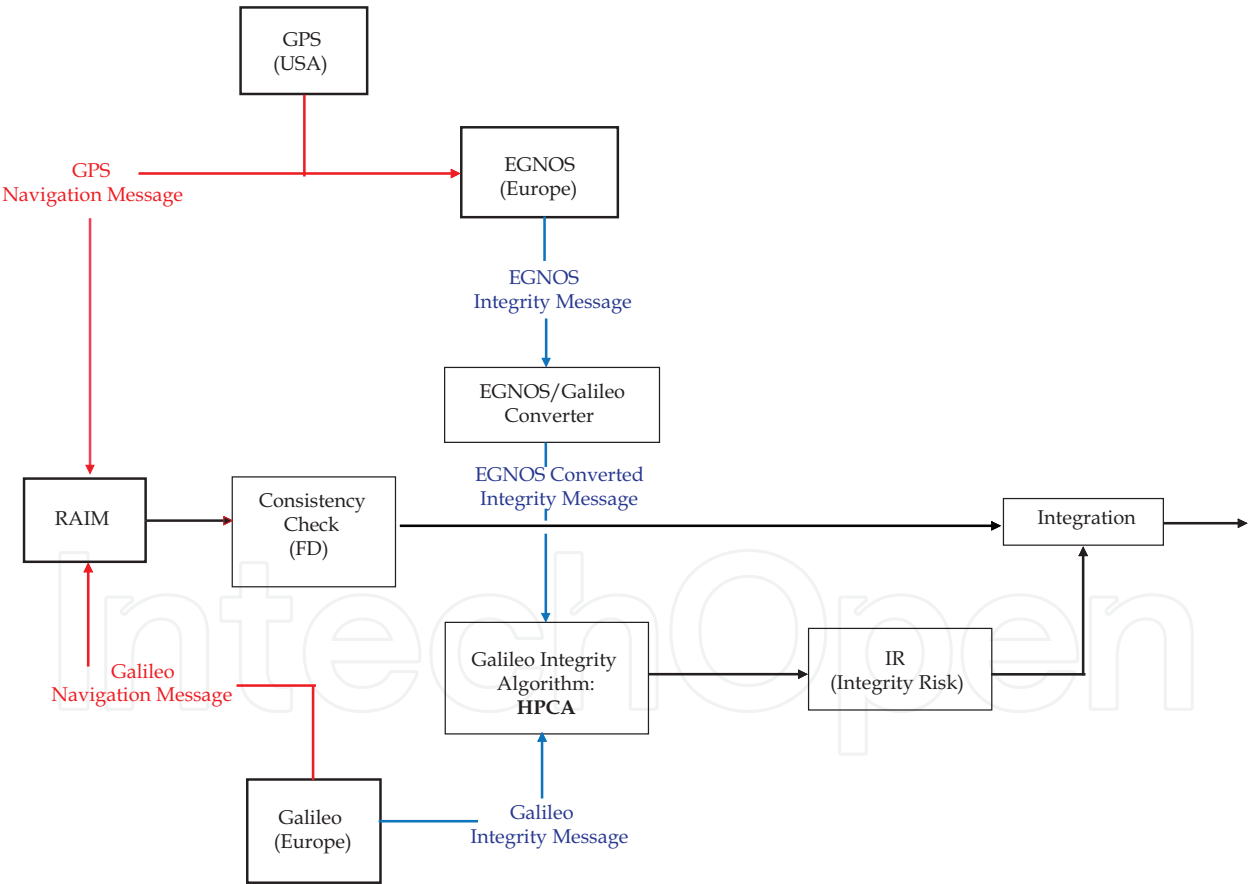 GPS
(USA)
EGNOS
(Europe)
GPS
Navigation Message
EGNOS
Integrity Message
EGNOS/Galileo
Converter
EGNOS Converted
Integrity Message
RAIM
Consistency
Check
(FD)
Integration
Galileo Integrity
Algorithm:
HPCA
IR
(Integrity Risk)
Galileo
Navigation Message
Galileo
(Europe)
Galileo
Integrity Message
IntechOpen